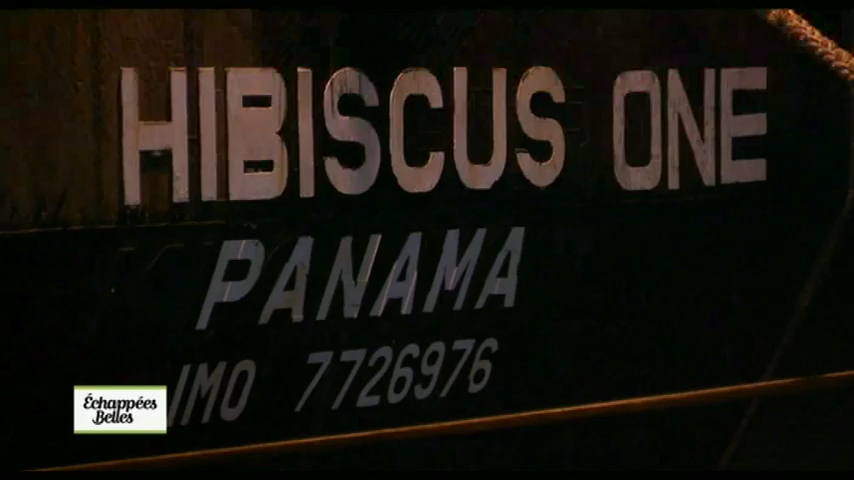 HIBISCUS ONE
PANAMA
IMO 7726976
Échappées
Belles